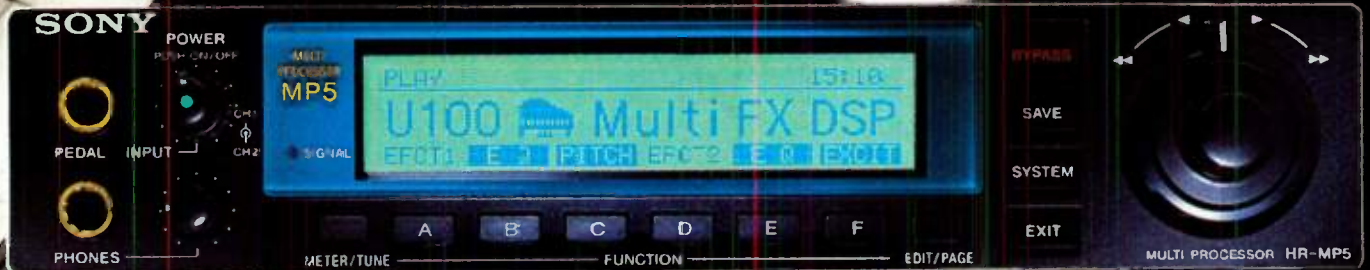 SONY
POWER
PUSH ON/OFF
PEDAL
INPUT
CH1
CH2
PHONES
MULTI
PROCESSOR
MP5
SIGNAL
PLAY 15:10
U100 Multi FX DSP
EFCT1 E Q PITCH EFCT2 E Q EXCIT
A B C D E F
METER/TUNE FUNCTION EDIT/PAGE
BYPASS
SAVE
SYSTEM
EXIT
MULTI PROCESSOR HR-MP5